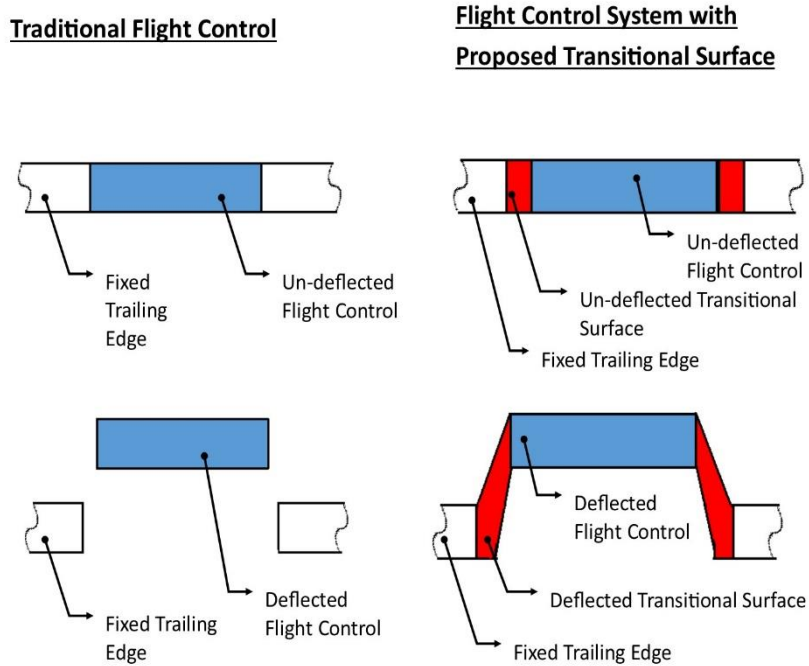 Traditional Flight Control
Flight Control System with
Proposed Transitional Surface
Fixed
Trailing
Edge
Un-deflected
Flight Control
Un-deflected
Flight Control
Un-deflected Transitional
Surface
Fixed Trailing Edge
Fixed Trailing
Edge
Deflected
Flight Control
Deflected
Flight Control
Deflected Transitional Surface
Fixed Trailing Edge